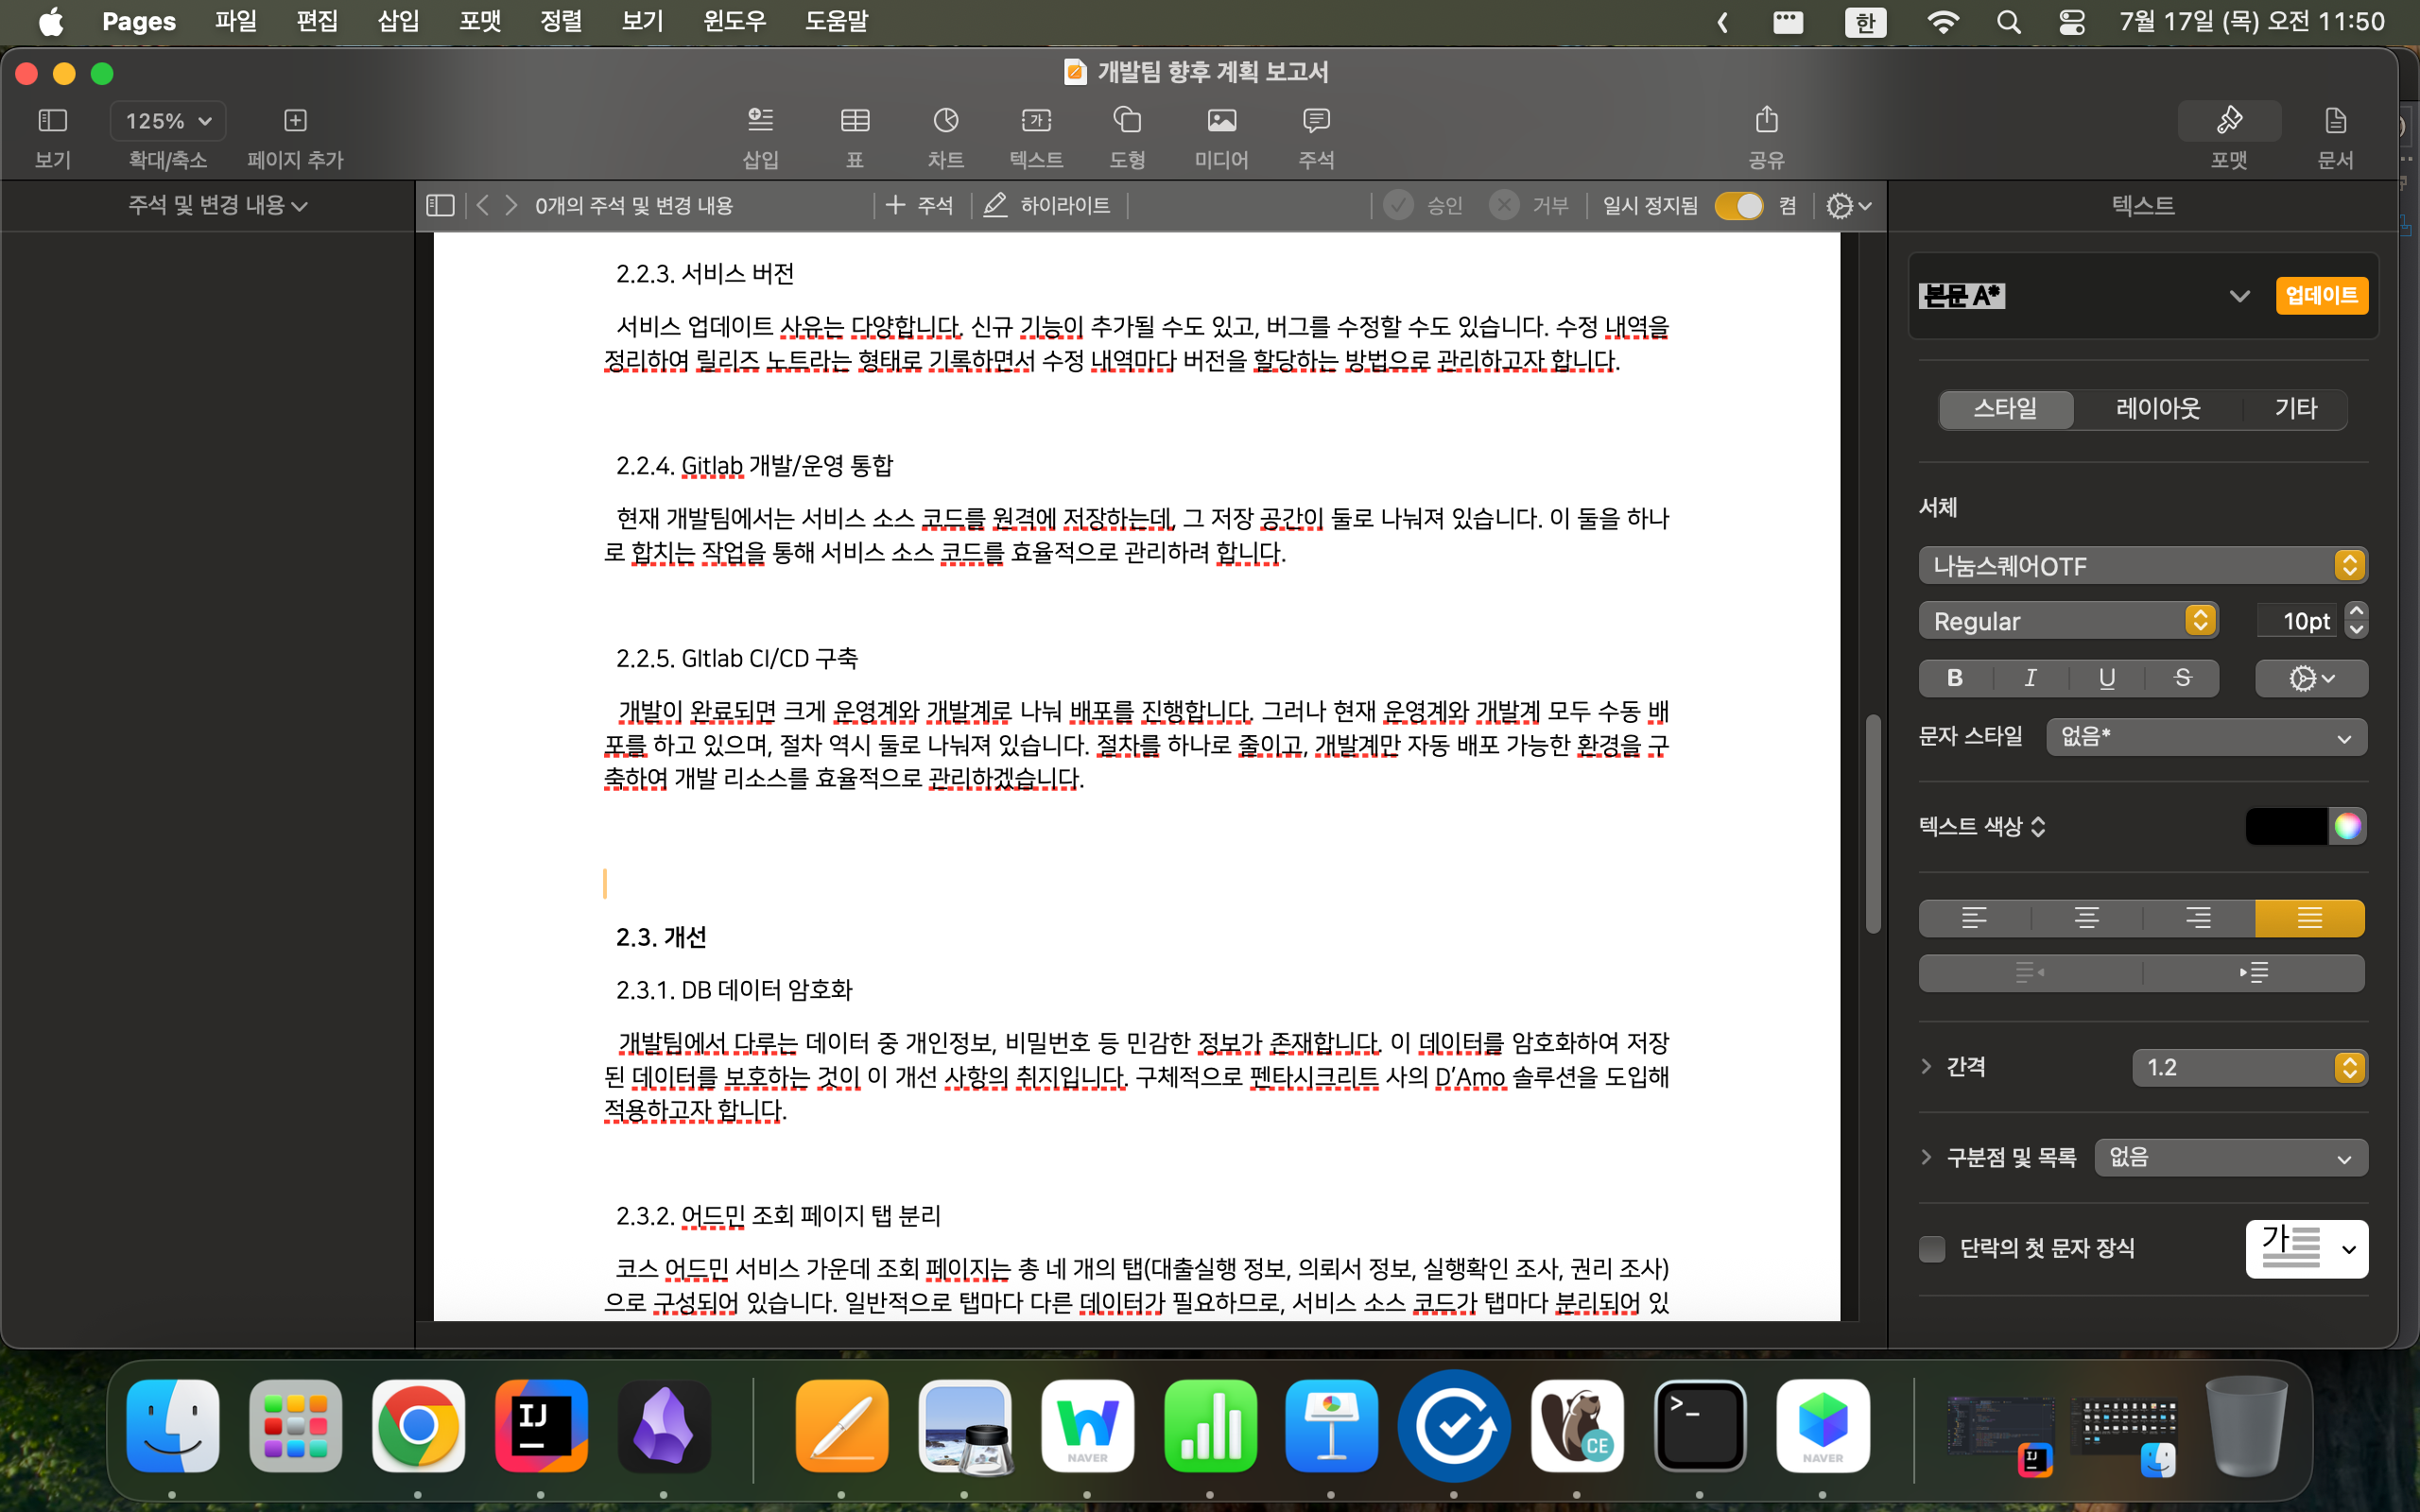 Pages 파일 편집 삽입 포맷 정렬 보기 윈도우 도움말 한 7월 17일 (목) 오전 11:50
개발팀 향후 계획 보고서
125%
보기 확대/축소 페이지 추가 삽입 표 차트 텍스트 도형 미디어 주석 공유 포맷 문서
주석 및 변경 내용 0개의 주석 및 변경 내용 주석 하이라이트 승인 거부 일시 정지됨 켬 텍스트
2.2.3. 서비스 버전
서비스 업데이트 사유는 다양합니다. 신규 기능이 추가될 수도 있고, 버그를 수정할 수도 있습니다. 수정 내역을
정리하여 릴리즈 노트라는 형태로 기록하면서 수정 내역마다 버전을 할당하는 방법으로 관리하고자 합니다.
2.2.4. Gitlab 개발/운영 통합
현재 개발팀에서는 서비스 소스 코드를 원격에 저장하는데, 그 저장 공간이 둘로 나눠져 있습니다. 이 둘을 하나
로 합치는 작업을 통해 서비스 소스 코드를 효율적으로 관리하려 합니다.
2.2.5. GItlab CI/CD 구축
개발이 완료되면 크게 운영계와 개발계로 나눠 배포를 진행합니다. 그러나 현재 운영계와 개발계 모두 수동 배
포를 하고 있으며, 절차 역시 둘로 나눠져 있습니다. 절차를 하나로 줄이고, 개발계만 자동 배포 가능한 환경을 구
축하여 개발 리소스를 효율적으로 관리하겠습니다.
2.3. 개선
2.3.1. DB 데이터 암호화
개발팀에서 다루는 데이터 중 개인정보, 비밀번호 등 민감한 정보가 존재합니다. 이 데이터를 암호화하여 저장
된 데이터를 보호하는 것이 이 개선 사항의 취지입니다. 구체적으로 펜타시크리트 사의 D’Amo 솔루션을 도입해
적용하고자 합니다.
2.3.2. 어드민 조회 페이지 탭 분리
코스 어드민 서비스 가운데 조회 페이지는 총 네 개의 탭(대출실행 정보, 의뢰서 정보, 실행확인 조사, 권리 조사)
으로 구성되어 있습니다. 일반적으로 탭마다 다른 데이터가 필요하므로, 서비스 소스 코드가 탭마다 분리되어 있
본문 A* 업데이트
스타일 레이아웃 기타
서체
나눔스퀘어OTF
Regular 10pt
B I U S
문자 스타일 없음*
텍스트 색상
간격 1.2
구분점 및 목록 없음
단락의 첫 문자 장식 가
IJ
NAVER
CE
>_
NAVER
IJ